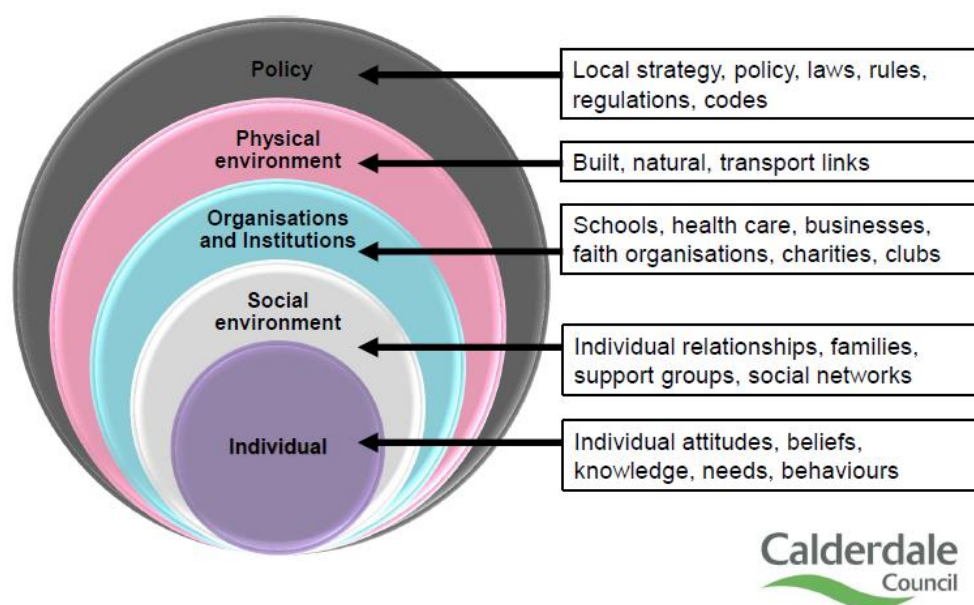 Policy
Local strategy, policy, laws, rules,
regulations, codes
Physical
environment
Built, natural, transport links
Organisations
and Institutions
Schools, health care, businesses,
faith organisations, charities, clubs
Social
environment
Individual relationships, families,
support groups, social networks
Individual
Individual attitudes, beliefs,
knowledge, needs, behaviours
Calderdale
Council